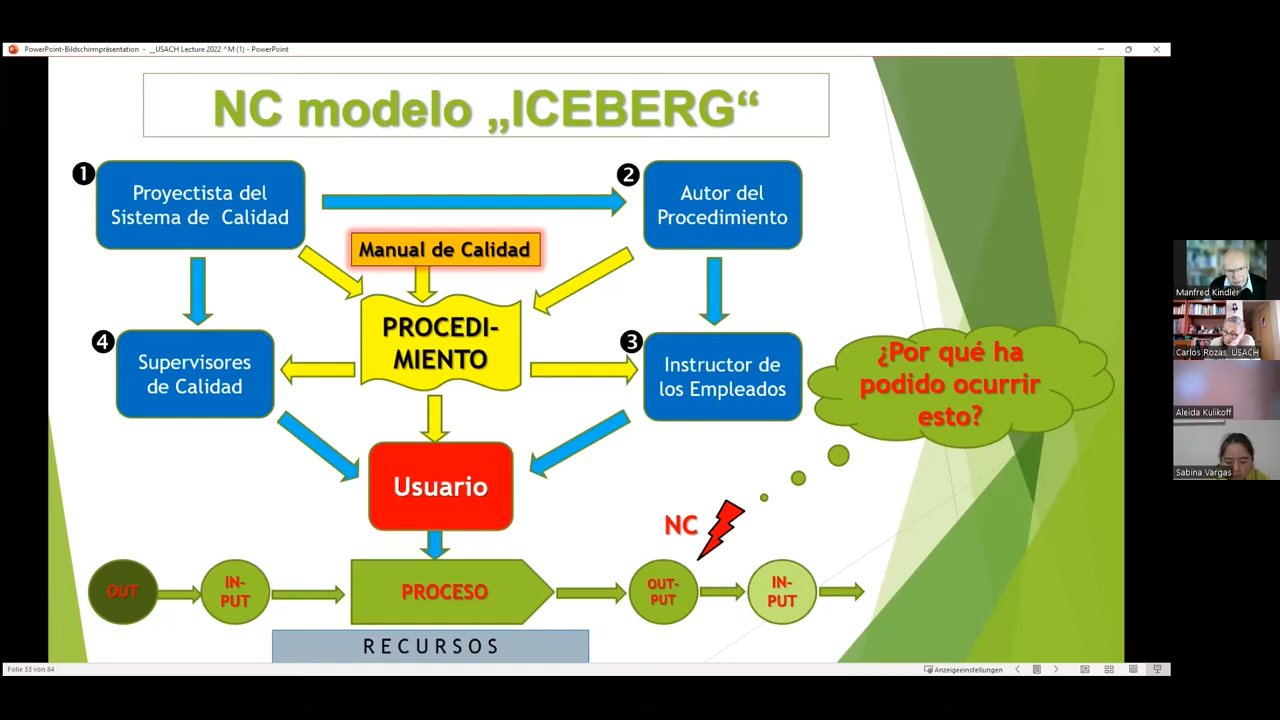 PowerPoint-Bildschirmpräsentation - __USACH Lecture 2022 ^M (1) - PowerPoint
NC modelo „ICEBERG“
❶
Proyectista del
Sistema de Calidad
❷
Autor del
Procedimiento
Manual de Calidad
PROCEDI-
MIENTO
❹
Supervisores
de Calidad
❸
Instructor de
los Empleados
¿Por qué ha
podido ocurrir
esto?
Usuario
NC
OUT
IN-
PUT
PROCESO
OUT-
PUT
IN-
PUT
RECURSOS
Folie 53 von 84
Anzeigeeinstellungen
Manfred Kindler
Carlos Rozas, USACH
Aleida Kulikoff
Sabina Vargas